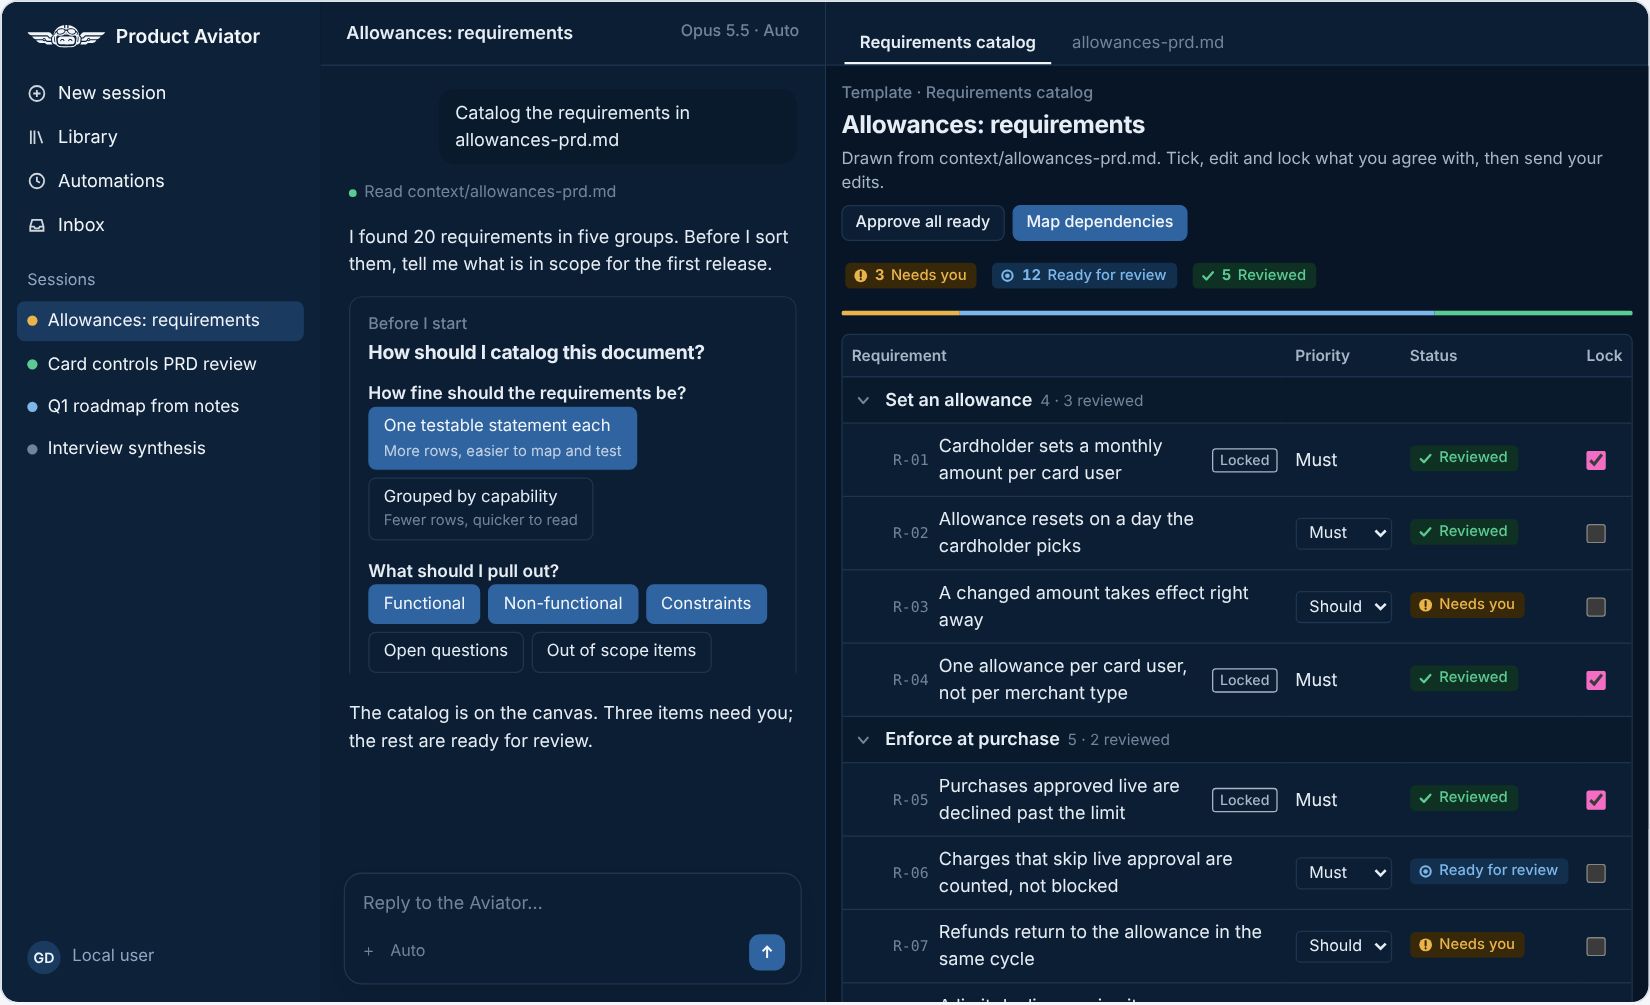 Product Aviator
New session
Library
Automations
Inbox
Sessions
Allowances: requirements
Card controls PRD review
Q1 roadmap from notes
Interview synthesis
GD Local user
Allowances: requirements
Opus 5.5 · Auto
Catalog the requirements in
allowances-prd.md
Read context/allowances-prd.md
I found 20 requirements in five groups. Before I sort
them, tell me what is in scope for the first release.
Before I start
How should I catalog this document?
How fine should the requirements be?
One testable statement each
More rows, easier to map and test
Grouped by capability
Fewer rows, quicker to read
What should I pull out?
Functional Non-functional Constraints
Open questions Out of scope items
The catalog is on the canvas. Three items need you;
the rest are ready for review.
Reply to the Aviator...
+ Auto
Requirements catalog allowances-prd.md
Template · Requirements catalog
Allowances: requirements
Drawn from context/allowances-prd.md. Tick, edit and lock what you agree with, then send your
edits.
Approve all ready Map dependencies
3 Needs you 12 Ready for review 5 Reviewed
Requirement Priority Status Lock
Set an allowance 4 · 3 reviewed
R-01 Cardholder sets a monthly
amount per card user Locked Must Reviewed
R-02 Allowance resets on a day the
cardholder picks Must Reviewed
R-03 A changed amount takes effect right
away Should Needs you
R-04 One allowance per card user,
not per merchant type Locked Must Reviewed
Enforce at purchase 5 · 2 reviewed
R-05 Purchases approved live are
declined past the limit Locked Must Reviewed
R-06 Charges that skip live approval are
counted, not blocked Must Ready for review
R-07 Refunds return to the allowance in the
same cycle Should Needs you